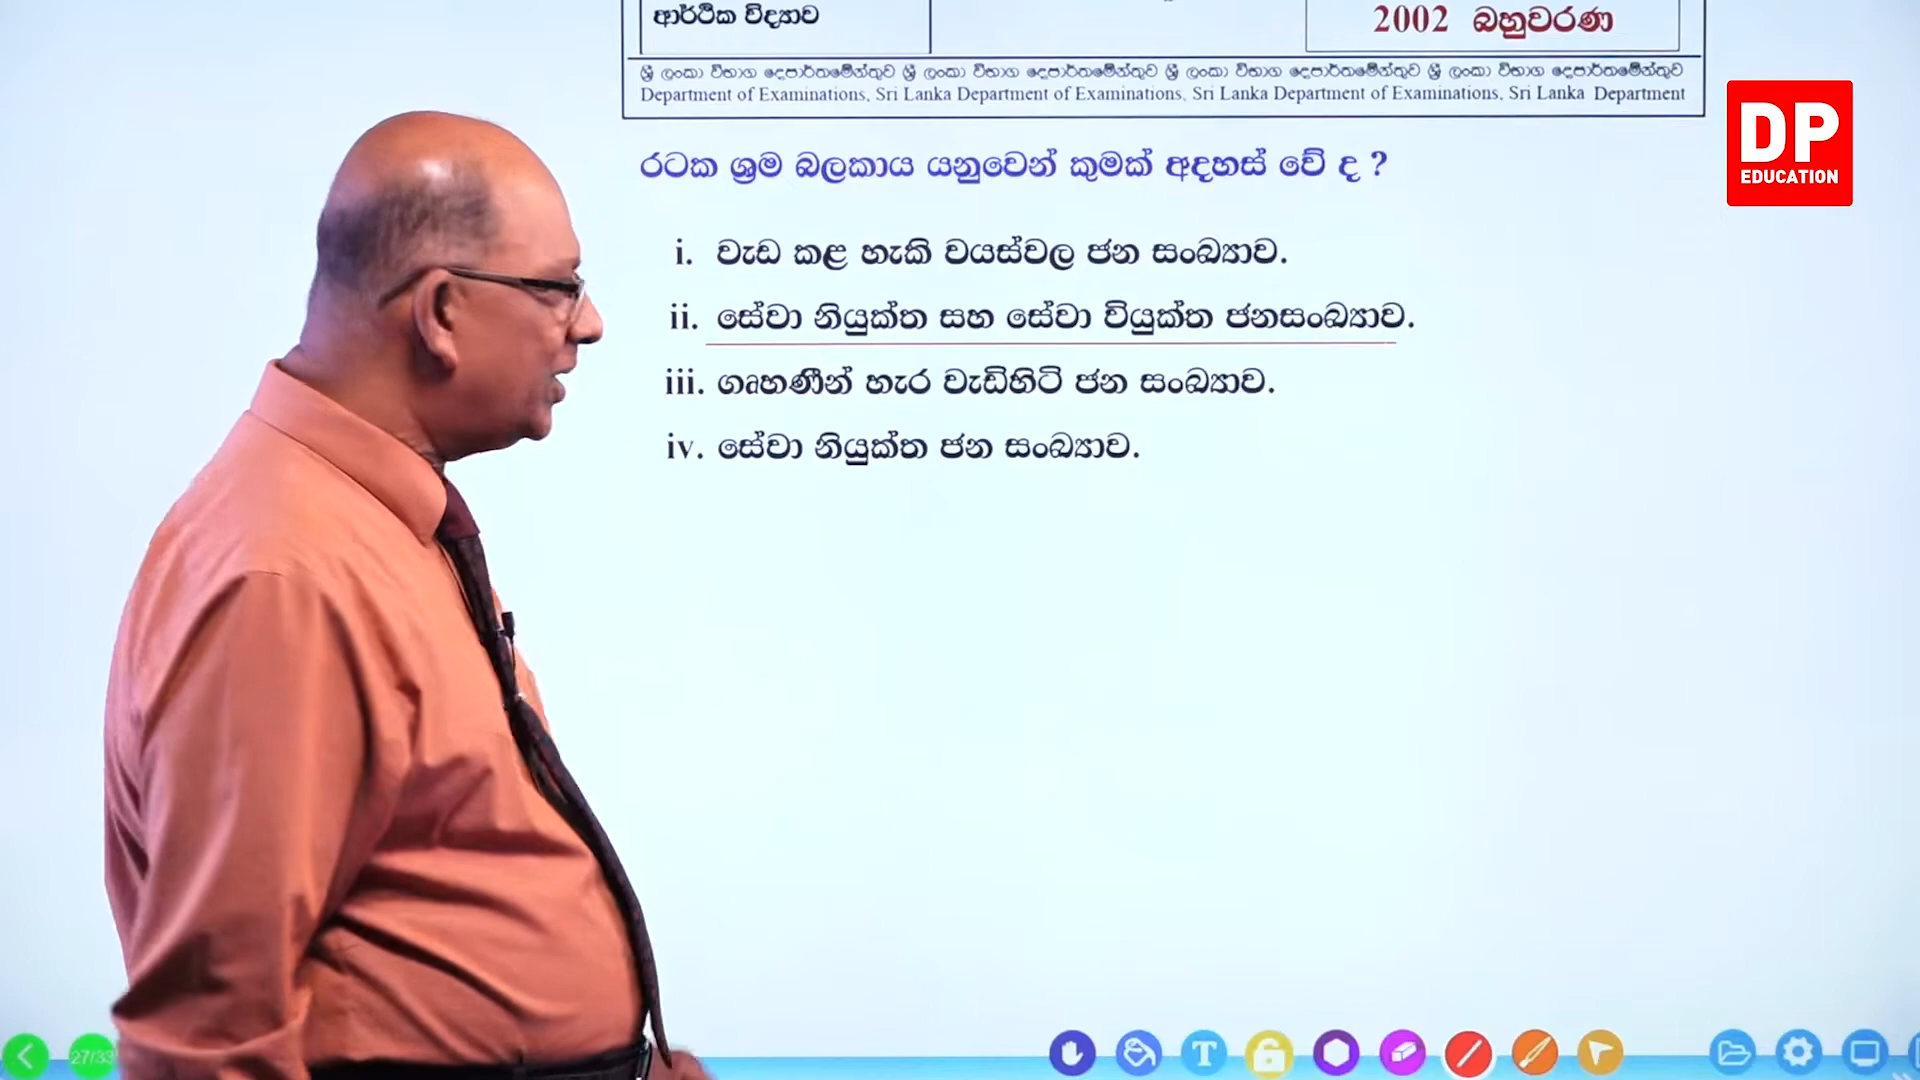 ආර්ථික විද්‍යාව
2002 බහුවරණ
ශ්‍රී ලංකා විභාග දෙපාර්තමේන්තුව ශ්‍රී ලංකා විභාග දෙපාර්තමේන්තුව ශ්‍රී ලංකා විභාග දෙපාර්තමේන්තුව ශ්‍රී ලංකා විභාග දෙපාර්තමේන්තුව
Department of Examinations, Sri Lanka Department of Examinations, Sri Lanka Department of Examinations, Sri Lanka Department
DP
EDUCATION
රටක ශ්‍රම බලකාය යනුවෙන් කුමක් අදහස් වේ ද ?
i. වැඩ කළ හැකි වයස්වල ජන සංඛ්‍යාව.
ii. සේවා නියුක්ත සහ සේවා වියුක්ත ජනසංඛ්‍යාව.
iii. ගෘහණීන් හැර වැඩිහිටි ජන සංඛ්‍යාව.
iv. සේවා නියුක්ත ජන සංඛ්‍යාව.
27/33
T